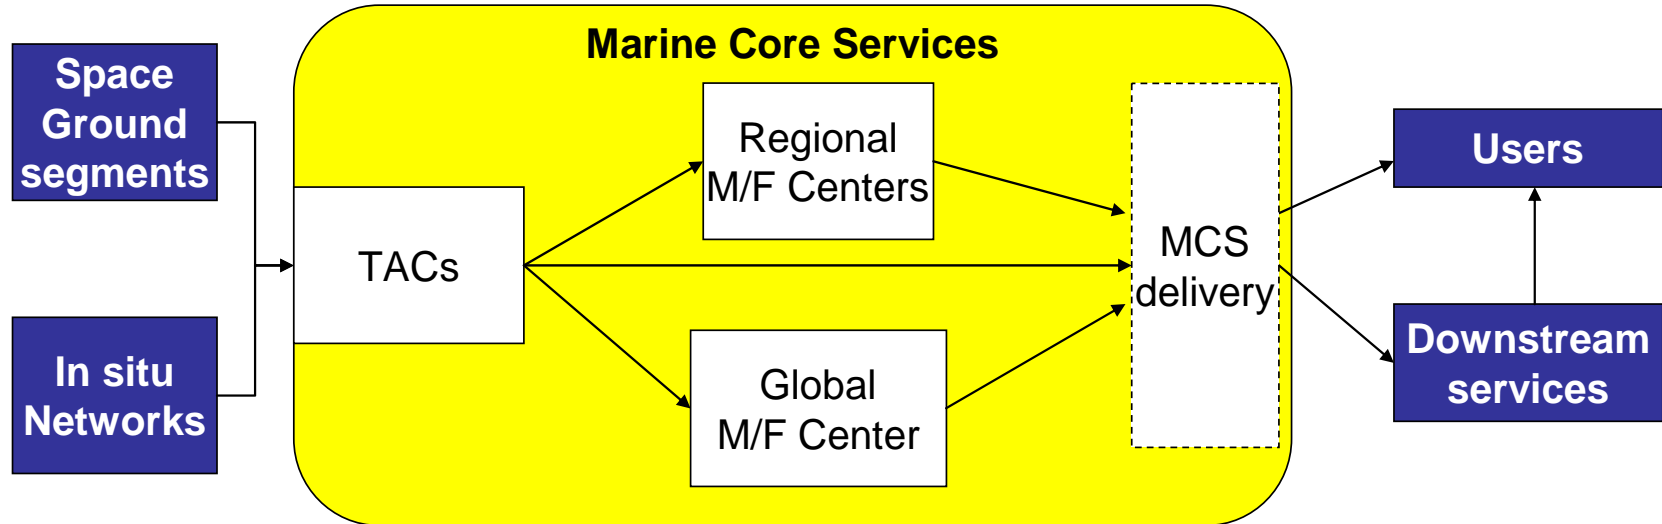 Marine Core Services
Space
Ground
segments
In situ
Networks
TACs
Regional
M/F Centers
Global
M/F Center
MCS
delivery
Users
Downstream
services